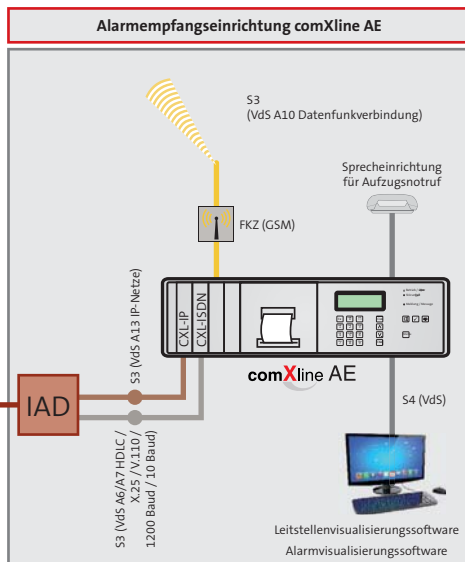 Alarmempfangseinrichtung comXline AE
S3
(VdS A10 Datenfunkverbindung)
Sprecheinrichtung
für Aufzugsnotruf
FKZ (GSM)
CXL-IP
CXL-ISDN
comXline AE
S3 (VdS A13 IP-Netze)
IAD
S3 (VdS A6/A7 HDLC /
X.25 / V.110 /
1200 Baud / 10 Baud)
S4 (VdS)
Leitstellenvisualisierungssoftware
Alarmvisualisierungssoftware